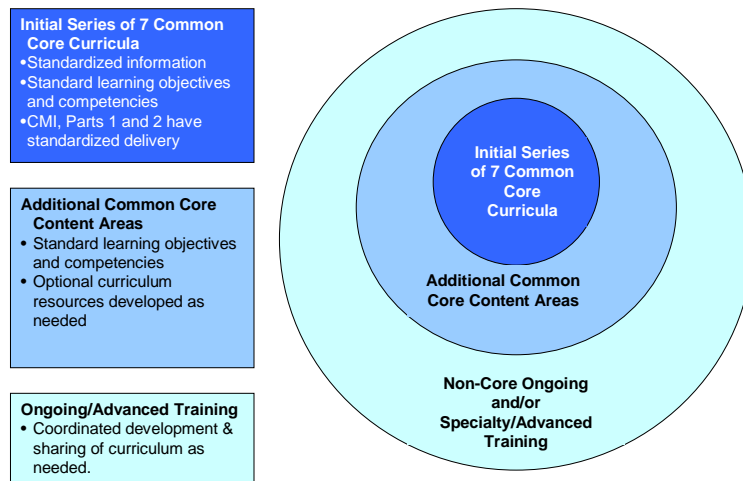 Initial Series of 7 Common
Core Curricula
•Standardized information
•Standard learning objectives
and competencies
•CMI, Parts 1 and 2 have
standardized delivery
Additional Common Core
Content Areas
• Standard learning objectives
and competencies
• Optional curriculum
resources developed as
needed
Ongoing/Advanced Training
• Coordinated development &
sharing of curriculum as
needed.
Initial Series
of 7 Common
Core
Curricula
Additional Common
Core Content Areas
Non-Core Ongoing
and/or
Specialty/Advanced
Training